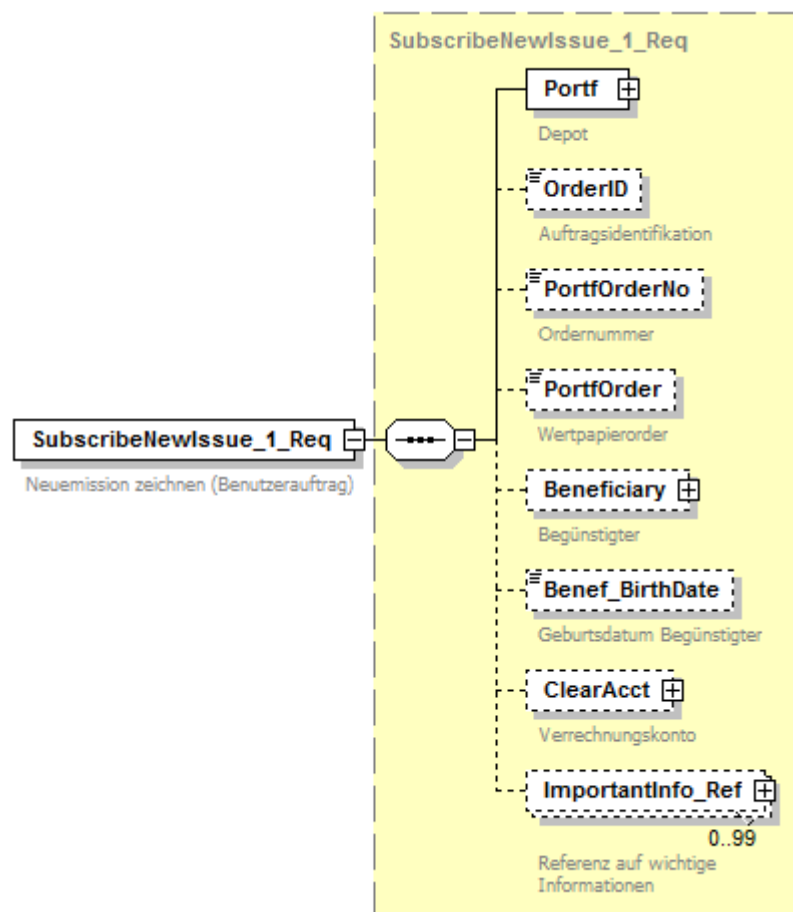 SubscribeNewIssue_1_Req
Portf
Depot
OrderID
Auftragsidentifikation
PortfOrderNo
Ordernummer
PortfOrder
Wertpapierorder
SubscribeNewIssue_1_Req
Neuemission zeichnen (Benutzerauftrag)
Beneficiary
Begünstigter
Benef_BirthDate
Geburtsdatum Begünstigter
ClearAcct
Verrechnungskonto
ImportantInfo_Ref
0..99
Referenz auf wichtige
Informationen